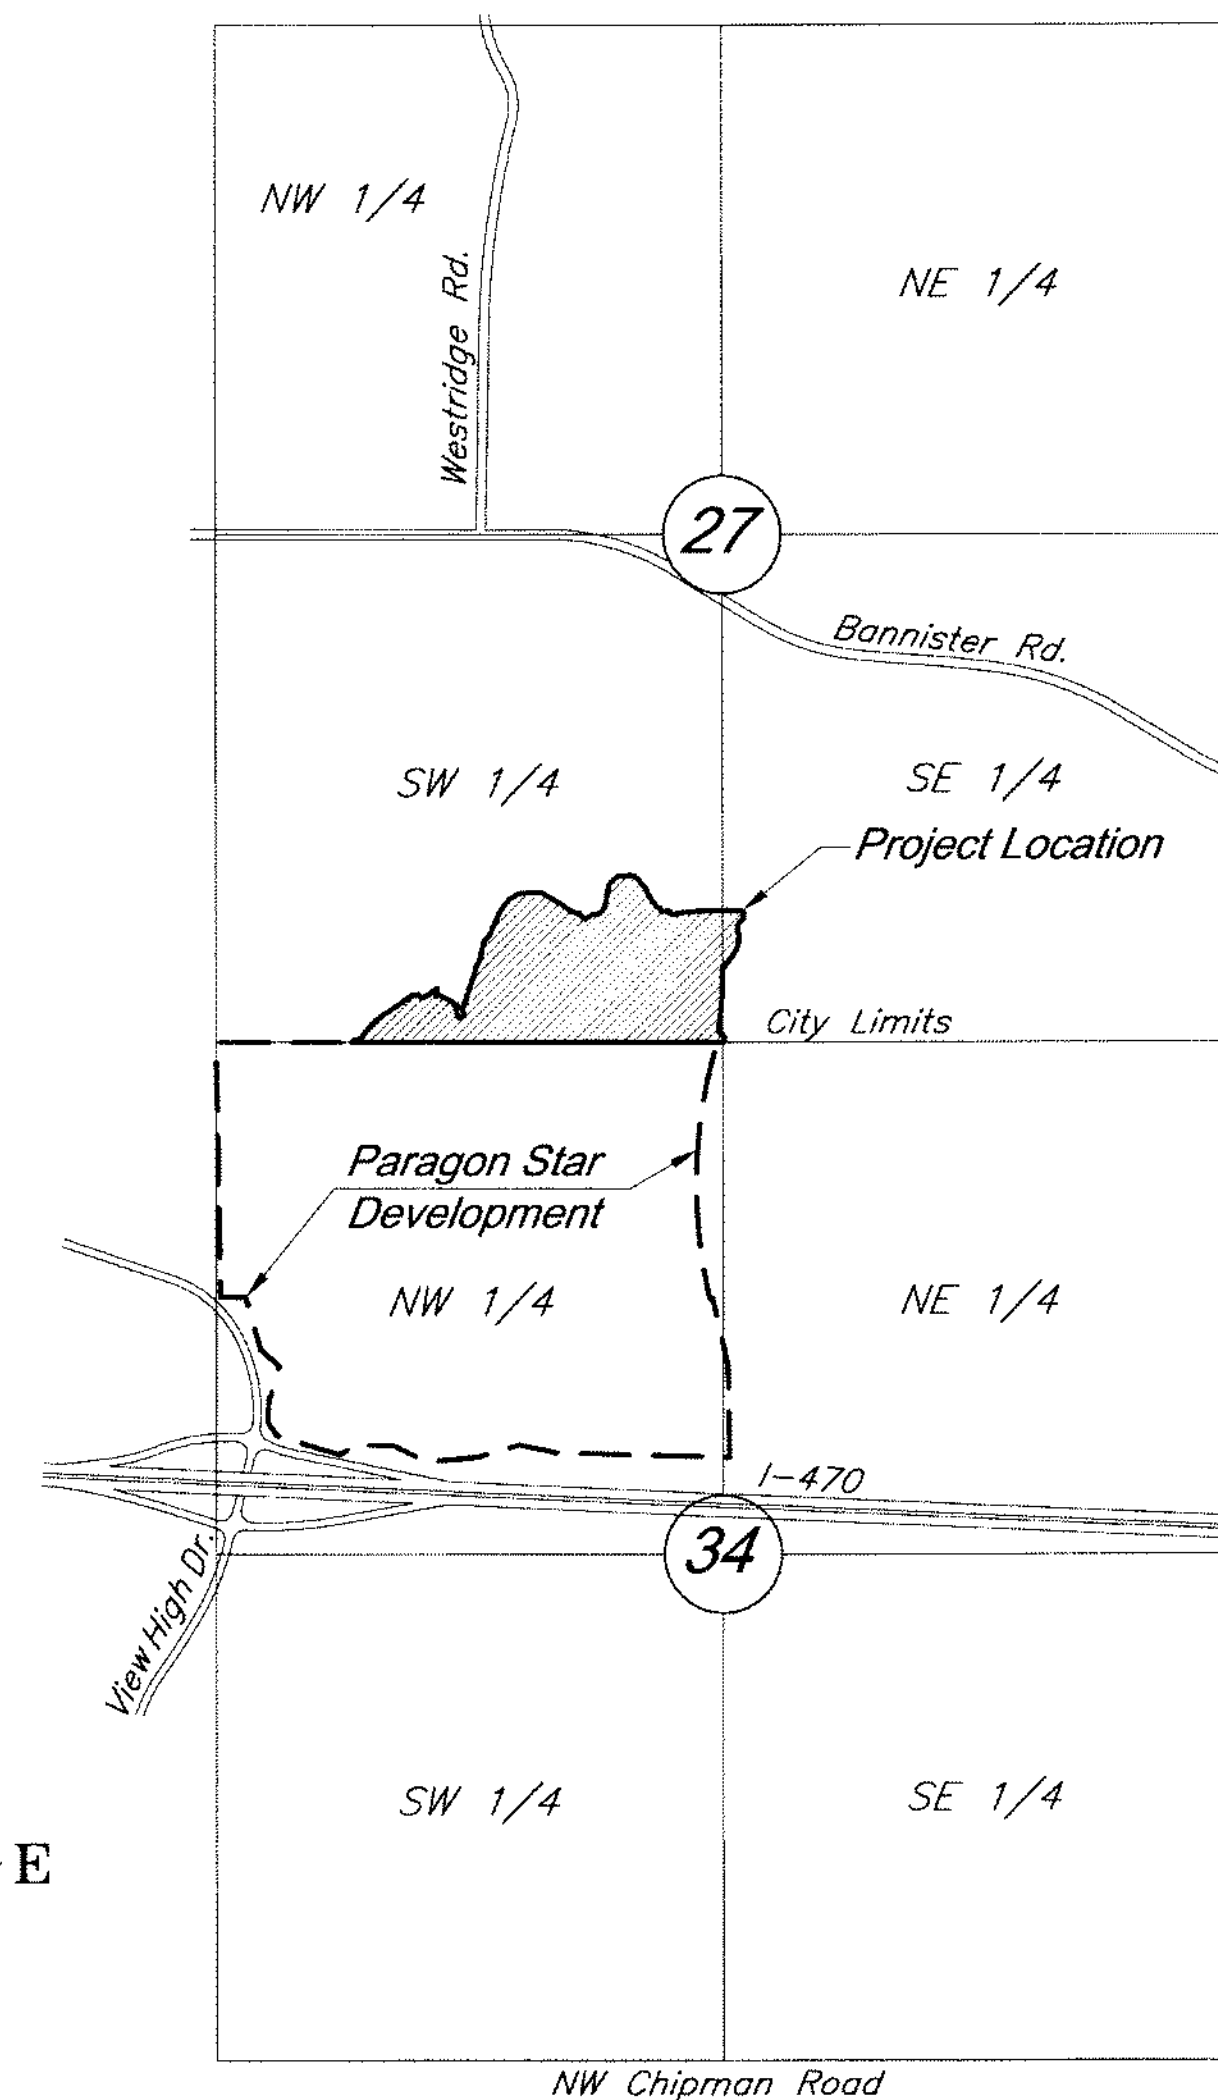 NW 1/4
NE 1/4
Westridge Rd.
27
Bannister Rd.
SW 1/4
SE 1/4
Project Location
City Limits
Paragon Star
Development
NW 1/4
NE 1/4
I-470
34
View High Dr.
SW 1/4
SE 1/4
E
NW Chipman Road